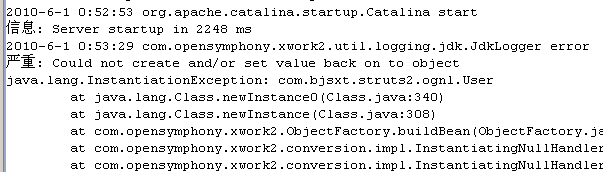 2010-6-1 0:52:53 org.apache.catalina.startup.Catalina start
信息: Server startup in 2248 ms
2010-6-1 0:53:29 com.opensymphony.xwork2.util.logging.jdk.JdkLogger error
严重: Could not create and/or set value back on to object
java.lang.InstantiationException: com.bjsxt.struts2.ognl.User
at java.lang.Class.newInstance0(Class.java:340)
at java.lang.Class.newInstance(Class.java:308)
at com.opensymphony.xwork2.ObjectFactory.buildBean(ObjectFactory.ja
at com.opensymphony.xwork2.conversion.impl.InstantiatingNullHandler
at com.opensymphony.xwork2.conversion.impl.InstantiatingNullHandler